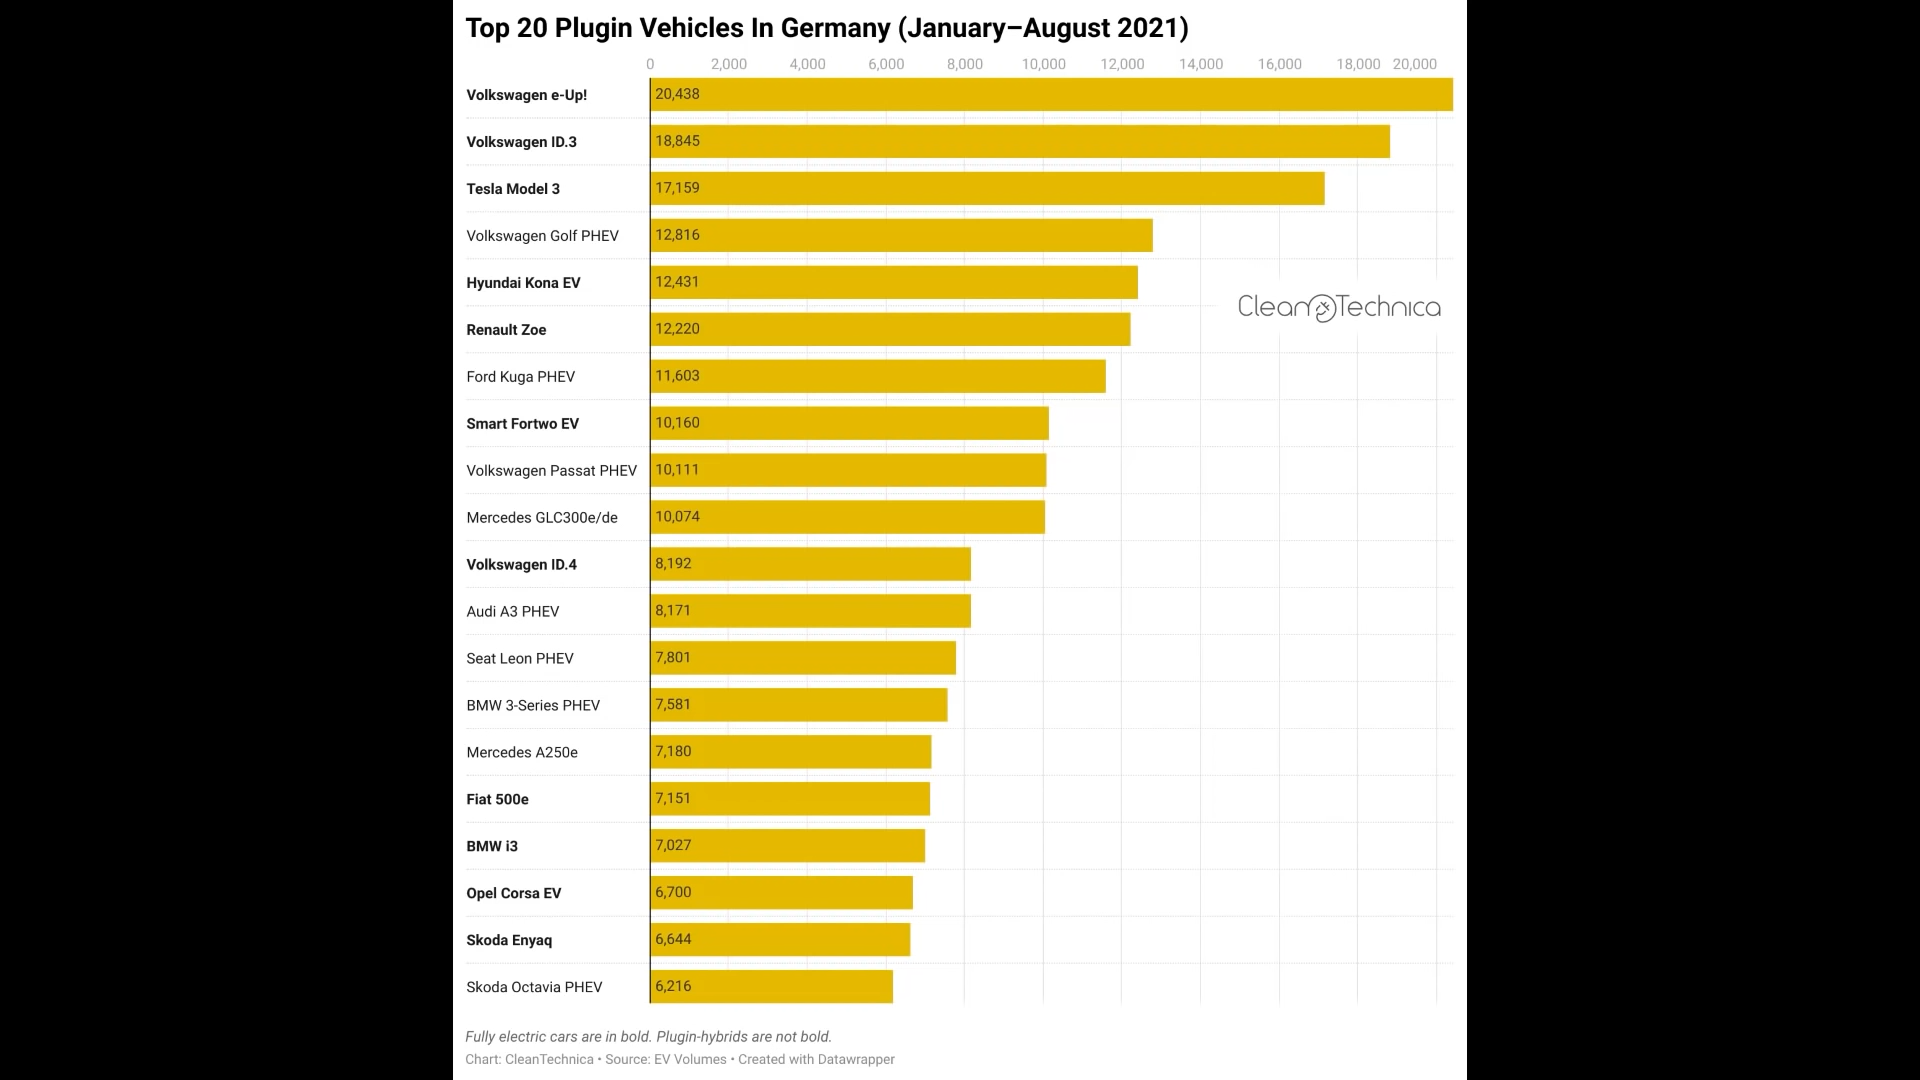 Top 20 Plugin Vehicles In Germany (January–August 2021)
0 2,000 4,000 6,000 8,000 10,000 12,000 14,000 16,000 18,000 20,000
Volkswagen e-Up! 20,438
Volkswagen ID.3 18,845
Tesla Model 3 17,159
Volkswagen Golf PHEV 12,816
Hyundai Kona EV 12,431
CleanTechnica
Renault Zoe 12,220
Ford Kuga PHEV 11,603
Smart Fortwo EV 10,160
Volkswagen Passat PHEV 10,111
Mercedes GLC300e/de 10,074
Volkswagen ID.4 8,192
Audi A3 PHEV 8,171
Seat Leon PHEV 7,801
BMW 3-Series PHEV 7,581
Mercedes A250e 7,180
Fiat 500e 7,151
BMW i3 7,027
Opel Corsa EV 6,700
Skoda Enyaq 6,644
Skoda Octavia PHEV 6,216
Fully electric cars are in bold. Plugin-hybrids are not bold.
Chart: CleanTechnica • Source: EV Volumes • Created with Datawrapper